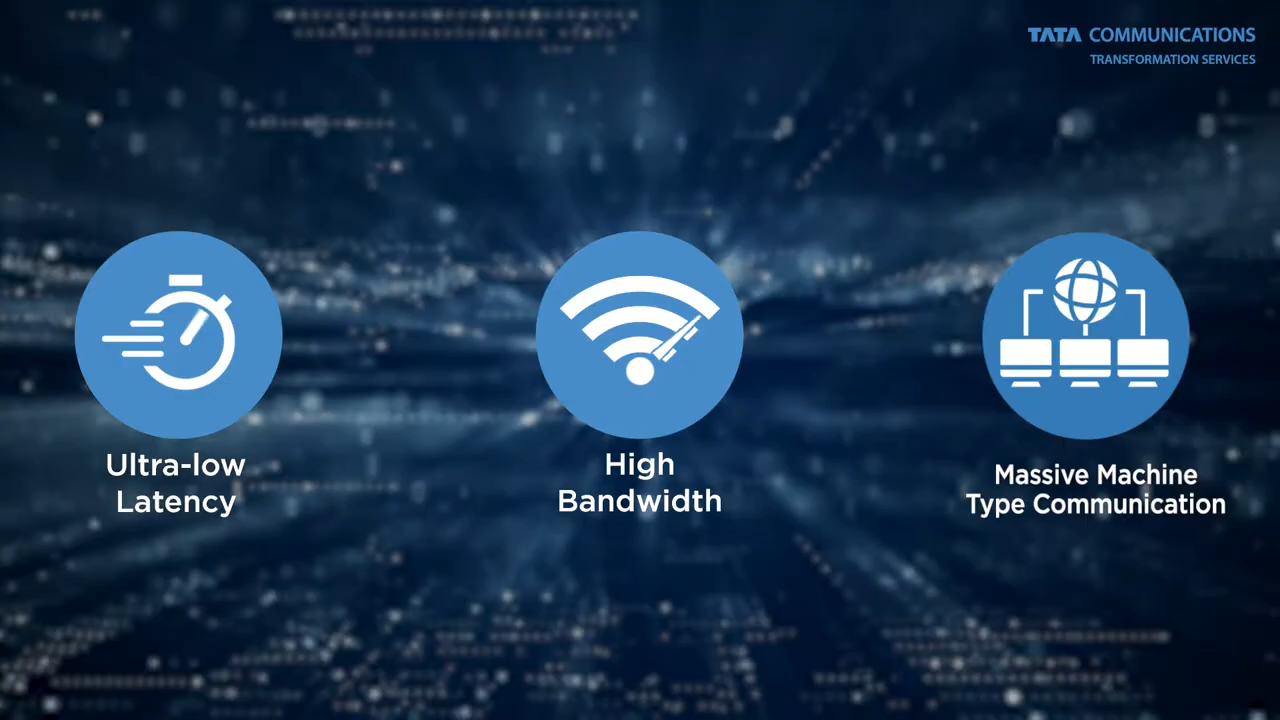 TATA COMMUNICATIONS
TRANSFORMATION SERVICES
Ultra-low
Latency
High
Bandwidth
Massive Machine
Type Communication